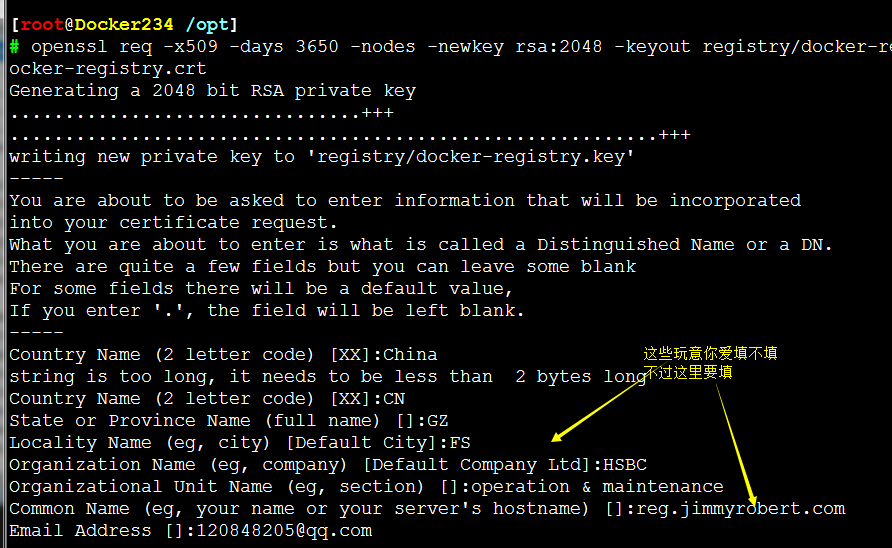 [root@Docker234 /opt]
# openssl req -x509 -days 3650 -nodes -newkey rsa:2048 -keyout registry/docker-re
ocker-registry.crt
Generating a 2048 bit RSA private key
................................+++
...........................................................+++
writing new private key to 'registry/docker-registry.key'
-----
You are about to be asked to enter information that will be incorporated
into your certificate request.
What you are about to enter is what is called a Distinguished Name or a DN.
There are quite a few fields but you can leave some blank
For some fields there will be a default value,
If you enter '.', the field will be left blank.
-----
Country Name (2 letter code) [XX]:China
这些玩意你爱填不填
string is too long, it needs to be less than  2 bytes long
不过这里要填
Country Name (2 letter code) [XX]:CN
State or Province Name (full name) []:GZ
Locality Name (eg, city) [Default City]:FS
Organization Name (eg, company) [Default Company Ltd]:HSBC
Organizational Unit Name (eg, section) []:operation & maintenance
Common Name (eg, your name or your server's hostname) []:reg.jimmyrobert.com
Email Address []:120848205@qq.com